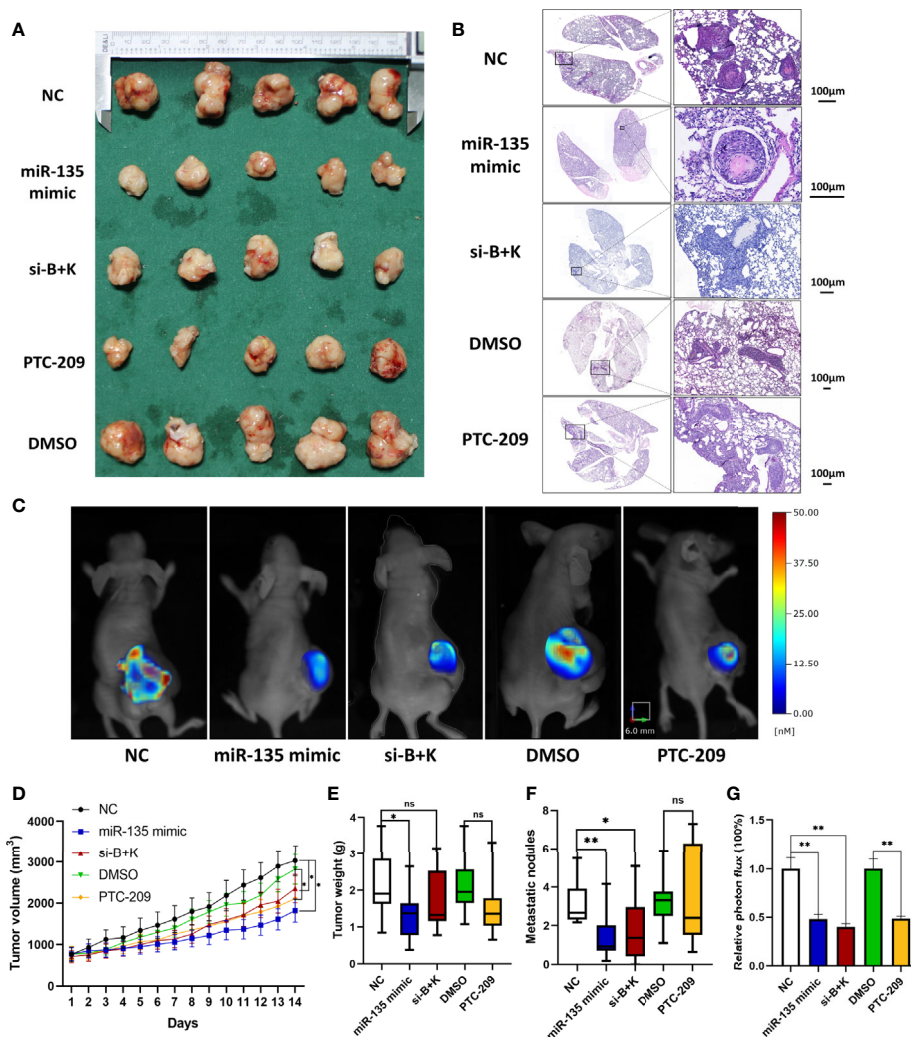 A
NC
miR-135
mimic
si-B+K
PTC-209
DMSO
B
NC
100μm
miR-135
mimic
100μm
si-B+K
100μm
DMSO
100μm
PTC-209
100μm
C
50.00
37.50
25.00
12.50
0.00
[nM]
6.0 mm
NC
miR-135 mimic
si-B+K
DMSO
PTC-209
D
Tumor volume (mm³)
4000
3000
2000
1000
0
1 2 3 4 5 6 7 8 9 10 11 12 13 14
Days
NC
miR-135 mimic
si-B+K
DMSO
PTC-209
*
*
*
E
Tumor weight (g)
5
4
3
2
1
0
ns
*
ns
NC
miR-135 mimic
si-B+K
DMSO
PTC-209
F
Metastatic nodules
8
6
4
2
0
*
**
ns
NC
miR-135 mimic
si-B+K
DMSO
PTC-209
G
Relative photon flux (100%)
1.5
1.0
0.5
0.0
**
**
**
NC
miR-135 mimic
si-B+K
DMSO
PTC-209